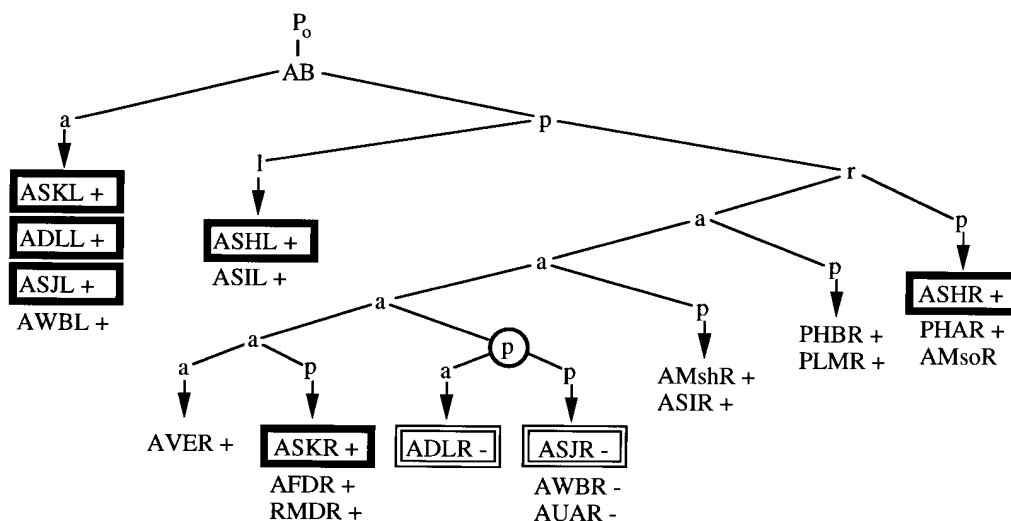 Po
AB
a p
l r
ASKL +
ADLL +
ASJL +
AWBL +
ASHL +
ASIL +
a p
a p
ASHR +
PHAR +
AMsoR
a p
PHBR +
PLMR +
a p
AMshR +
ASIR +
a p a p
AVER +
ASKR +
AFDR +
RMDR +
ADLR -
ASJR -
AWBR -
AUAR -